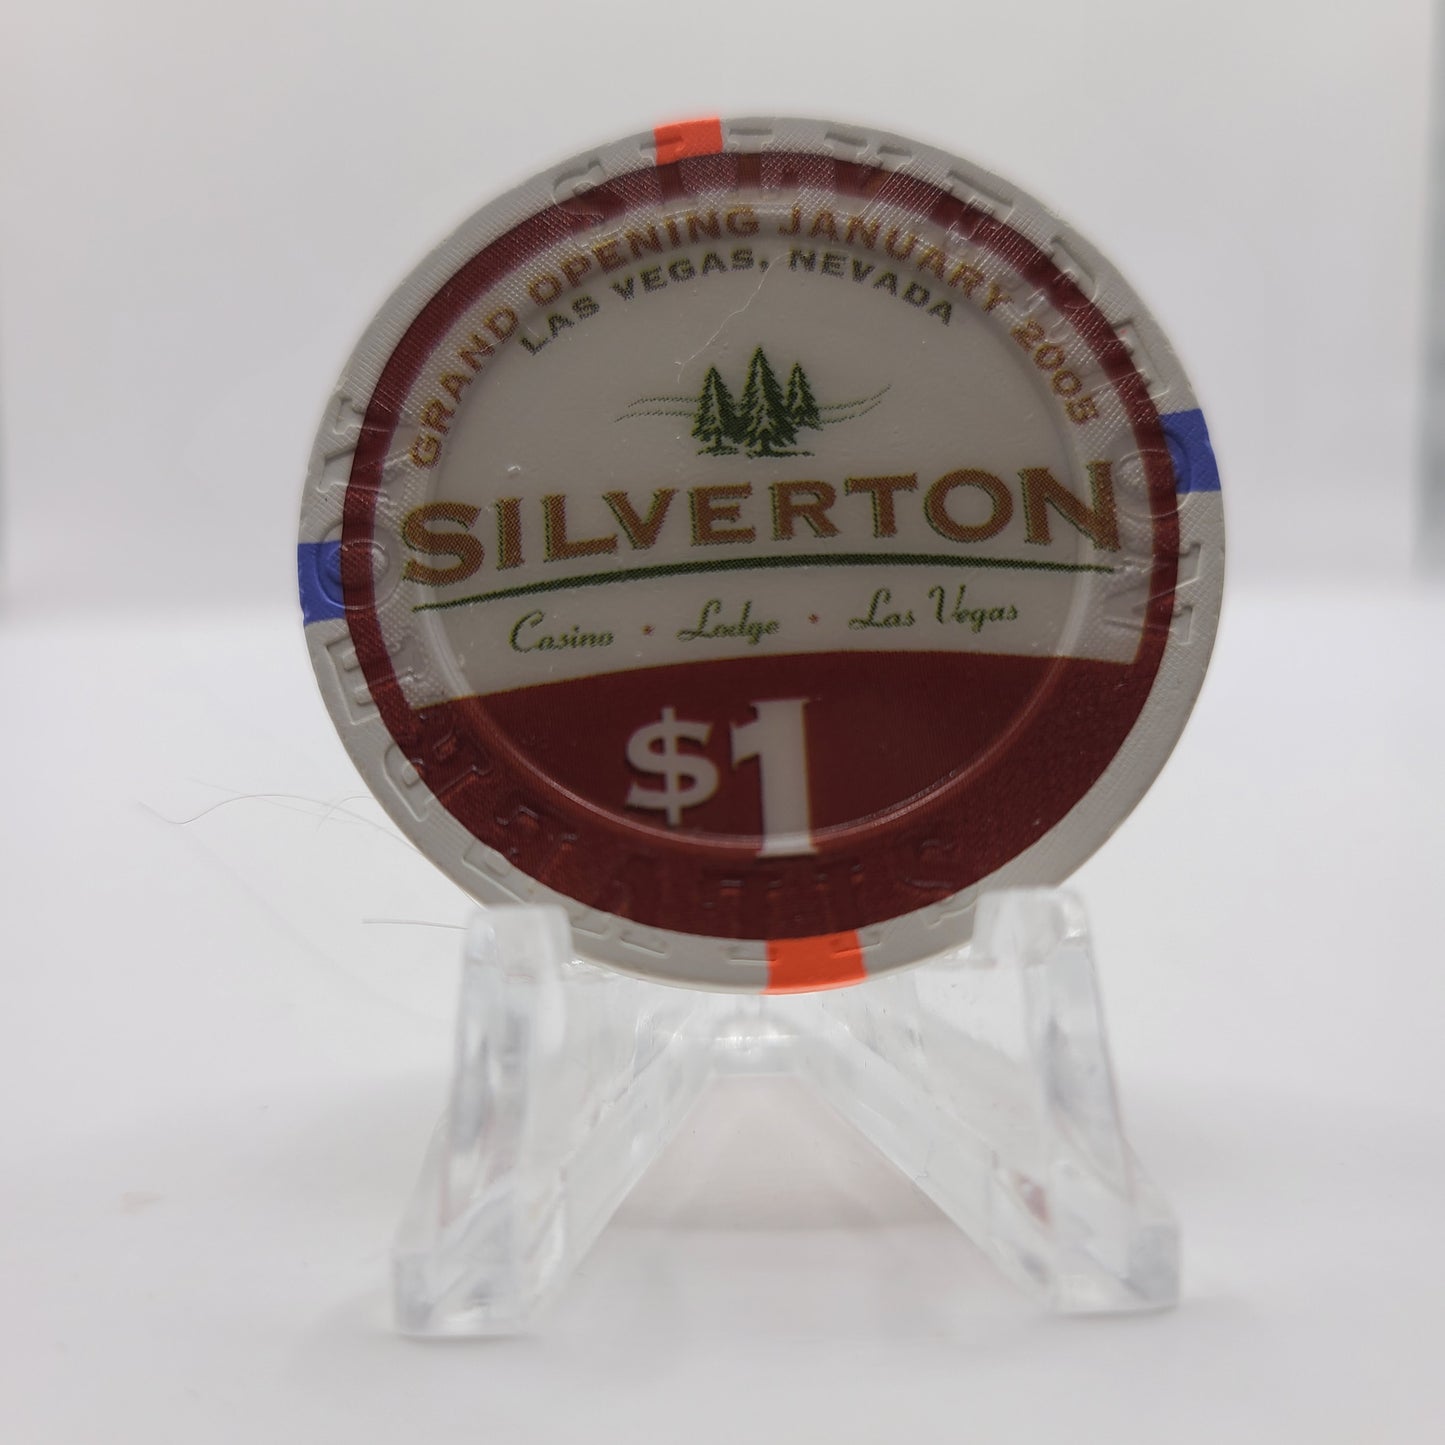 GRAND OPENING JANUARY 2005
LAS VEGAS, NEVADA
SILVERTON
Casino • Lodge • Las Vegas
$1